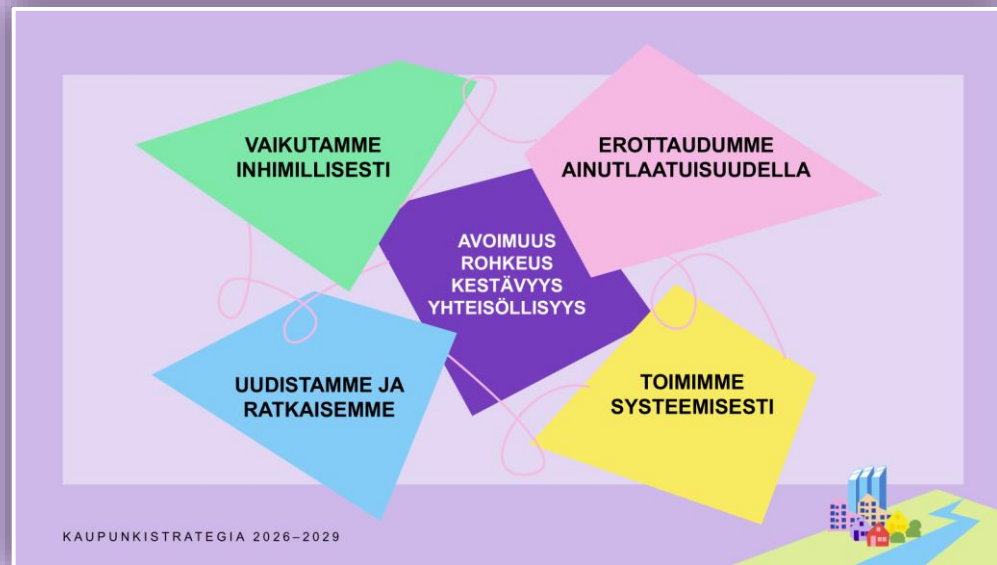 VAIKUTAMME
INHIMILLISESTI
EROTTAUDUMME
AINUTLAATUISUUDELLA
AVOIMUUS
ROHKEUS
KESTÄVYYS
YHTEISÖLLISYYS
UUDISTAMME JA
RATKAISEMME
TOIMIMME
SYSTEEMISESTI
KAUPUNKISTRATEGIA 2026–2029